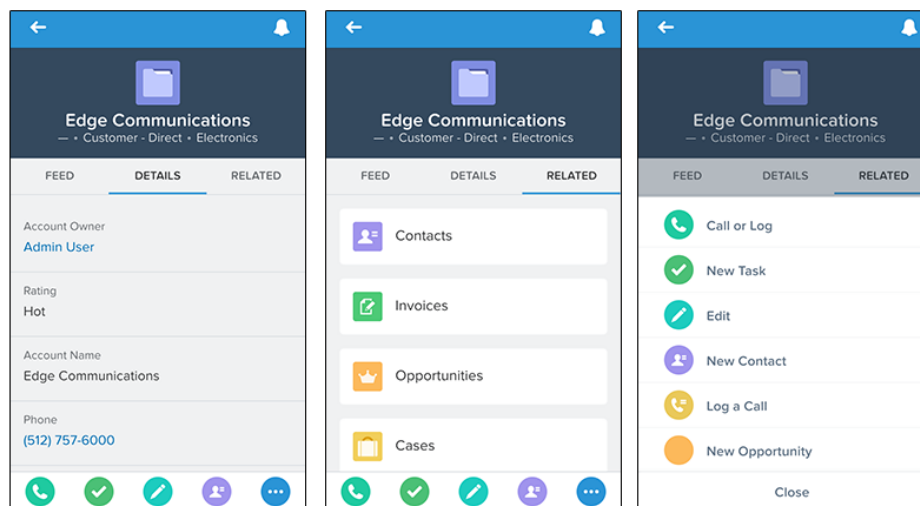 Edge Communications
— • Customer - Direct • Electronics
FEED DETAILS RELATED
Account Owner
Admin User
Rating
Hot
Account Name
Edge Communications
Phone
(512) 757-6000
Edge Communications
— • Customer - Direct • Electronics
FEED DETAILS RELATED
Contacts
Invoices
Opportunities
Cases
Edge Communications
— • Customer - Direct • Electronics
FEED DETAILS RELATED
Call or Log
New Task
Edit
New Contact
Log a Call
New Opportunity
Close